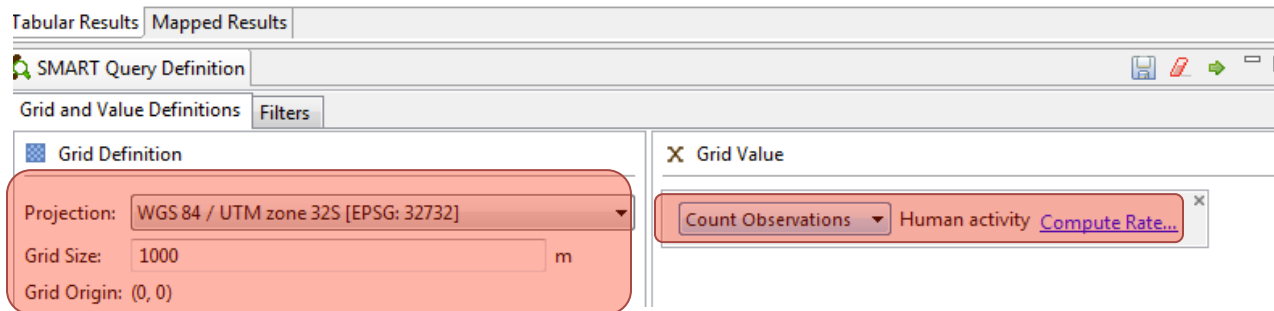 Tabular Results Mapped Results
SMART Query Definition
Grid and Value Definitions Filters
Grid Definition
Projection: WGS 84 / UTM zone 32S [EPSG: 32732]
Grid Size: 1000 m
Grid Origin: (0, 0)
Grid Value
Count Observations Human activity Compute Rate...